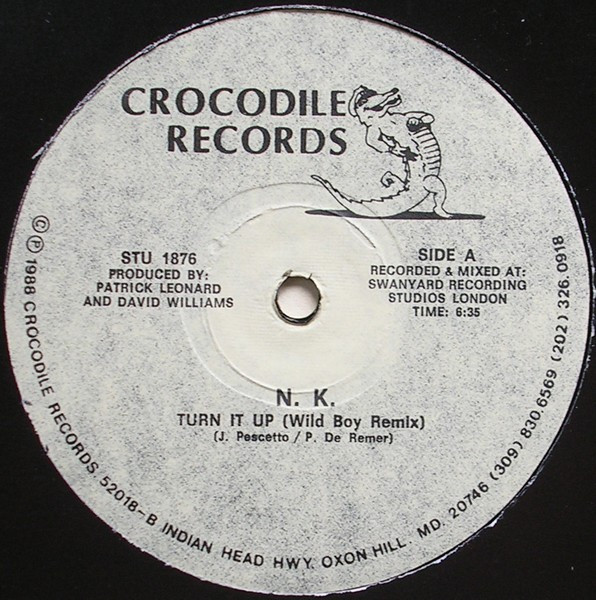 CROCODILE
RECORDS
STU 1876
PRODUCED BY:
PATRICK LEONARD
AND DAVID WILLIAMS
SIDE A
RECORDED & MIXED AT:
SWANYARD RECORDING
STUDIOS LONDON
TIME: 6:35
N. K.
TURN IT UP (Wild Boy Remix)
(J. Pescetto / P. De Remer)
© ℗ 1988 CROCODILE RECORDS. 52018-B INDIAN HEAD HWY. OXON HILL. MD. 20746 (309) 830.6569 (202) 326.0918